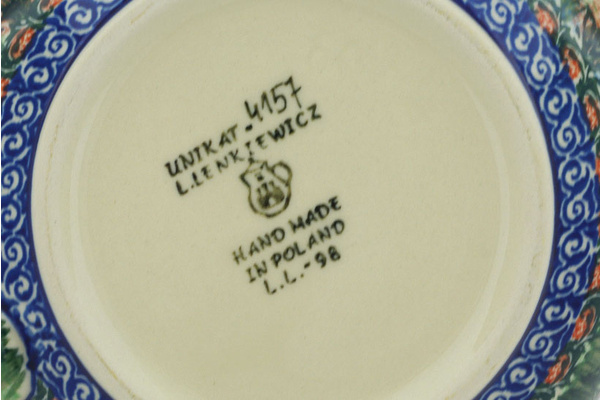 UNIKAT-4157
L.LENKIEWICZ
HAND MADE
IN POLAND
L.L.-98